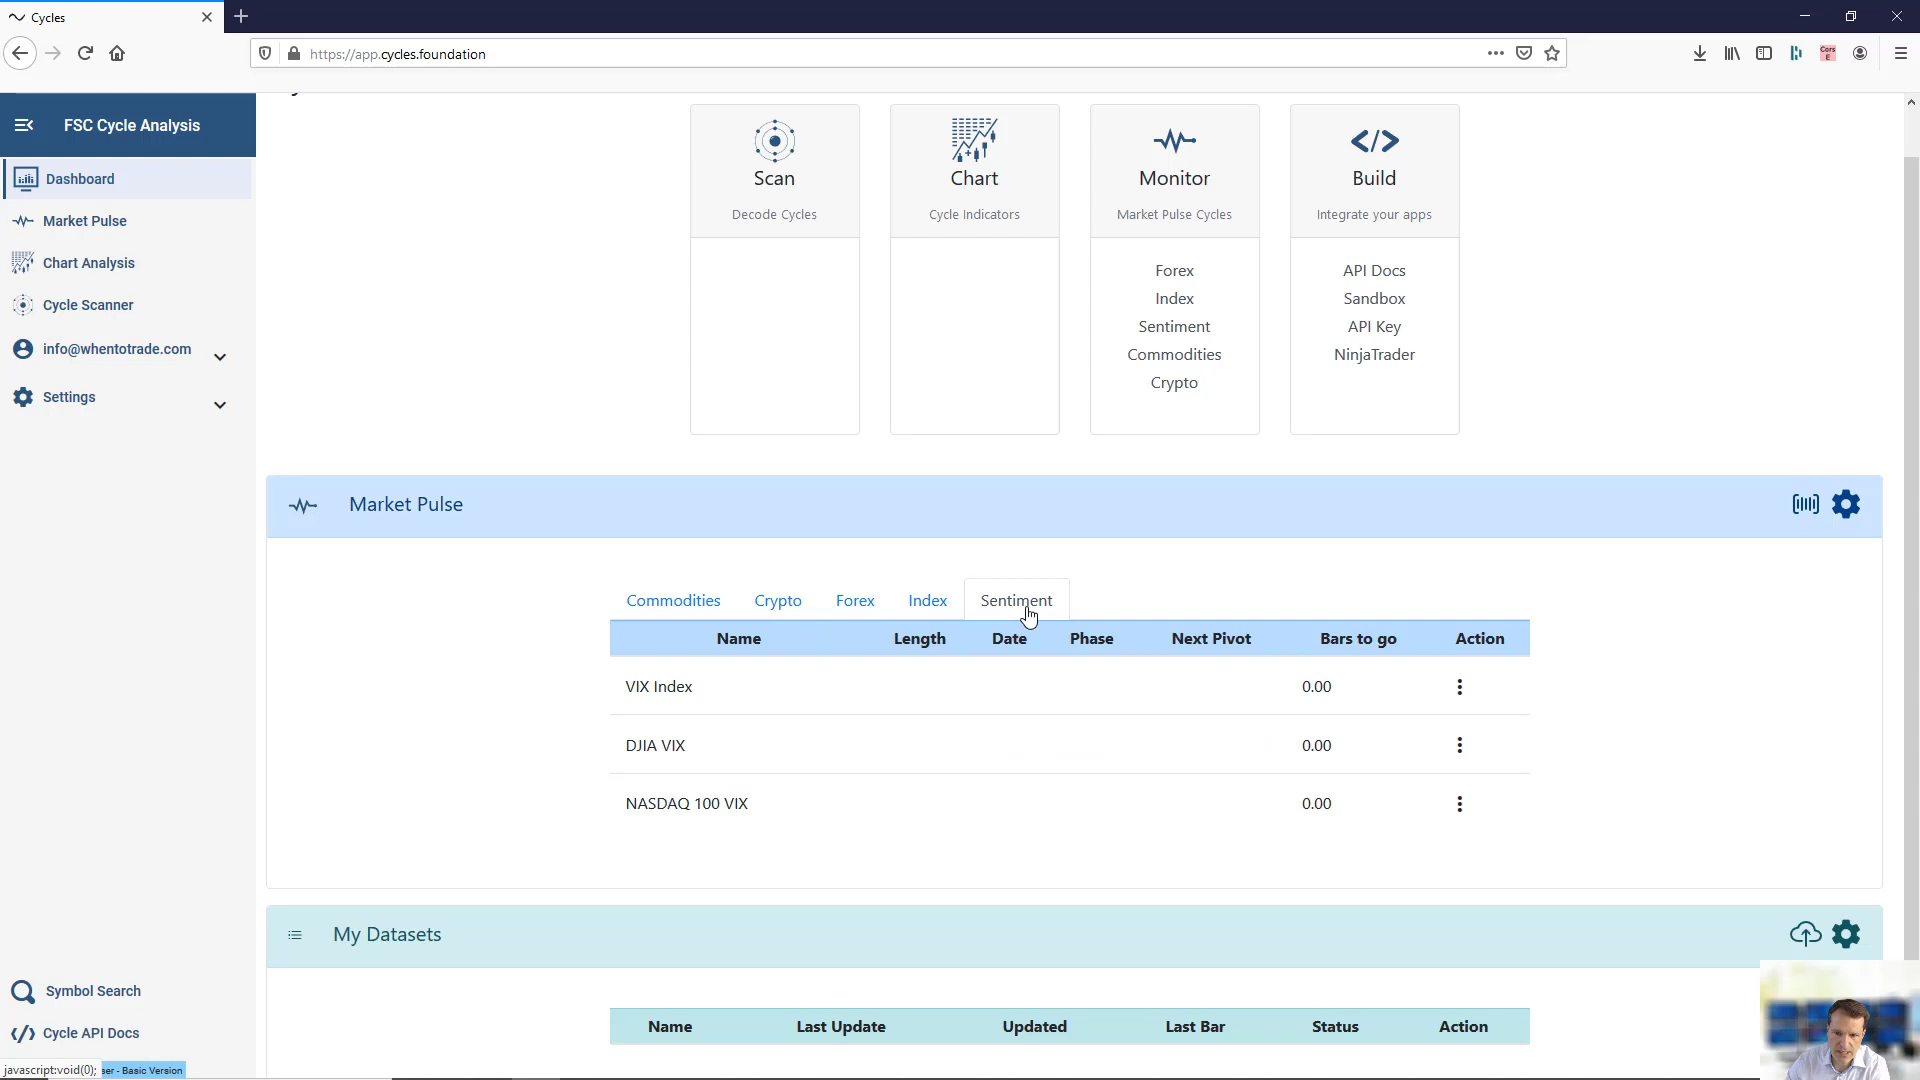 Cycles
https://app.cycles.foundation
Cors
E
FSC Cycle Analysis
Dashboard
Market Pulse
Chart Analysis
Cycle Scanner
info@whentotrade.com
Settings
Symbol Search
Cycle API Docs
javascript:void(0);
ser - Basic Version
Scan
Decode Cycles
Chart
Cycle Indicators
Monitor
Market Pulse Cycles
Forex
Index
Sentiment
Commodities
Crypto
Build
Integrate your apps
API Docs
Sandbox
API Key
NinjaTrader
Market Pulse
Commodities Crypto Forex Index Sentiment
Name Length Date Phase Next Pivot Bars to go Action
VIX Index 0.00
DJIA VIX 0.00
NASDAQ 100 VIX 0.00
My Datasets
Name Last Update Updated Last Bar Status Action